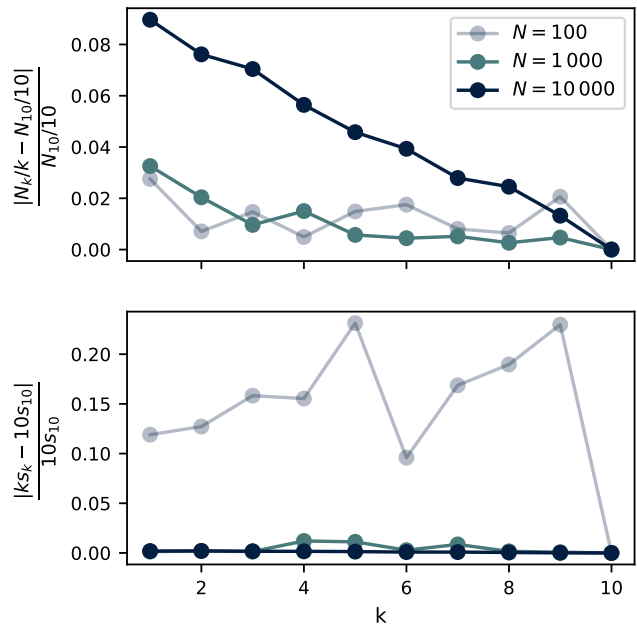 |N_k/k − N_10/10|
N_10/10
0.08
0.06
0.04
0.02
0.00
N = 100
N = 1 000
N = 10 000
|ks_k − 10s_10|
10s_10
0.20
0.15
0.10
0.05
0.00
2 4 6 8 10
k